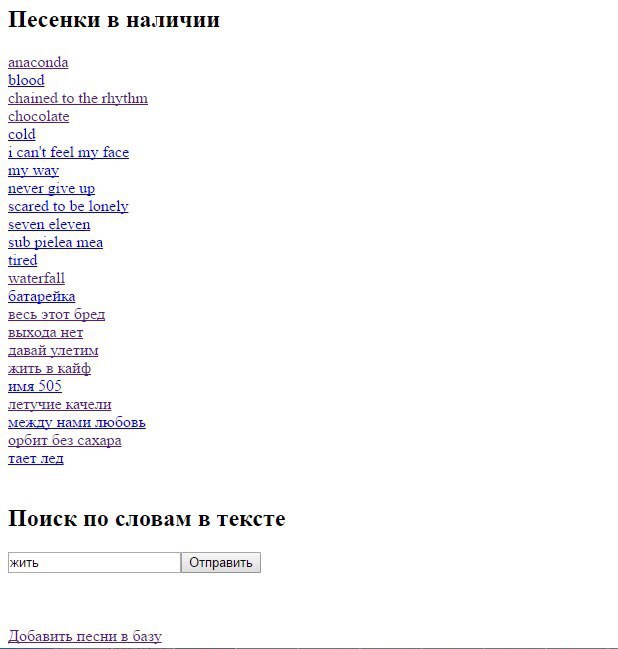 Песенки в наличии
anaconda
blood
chained to the rhythm
chocolate
cold
i can't feel my face
my way
never give up
scared to be lonely
seven eleven
sub pielea mea
tired
waterfall
батарейка
весь этот бред
выхода нет
давай улетим
жить в кайф
имя 505
летучие качели
между нами любовь
орбит без сахара
тает лед
Поиск по словам в тексте
жить Отправить
Добавить песни в базу